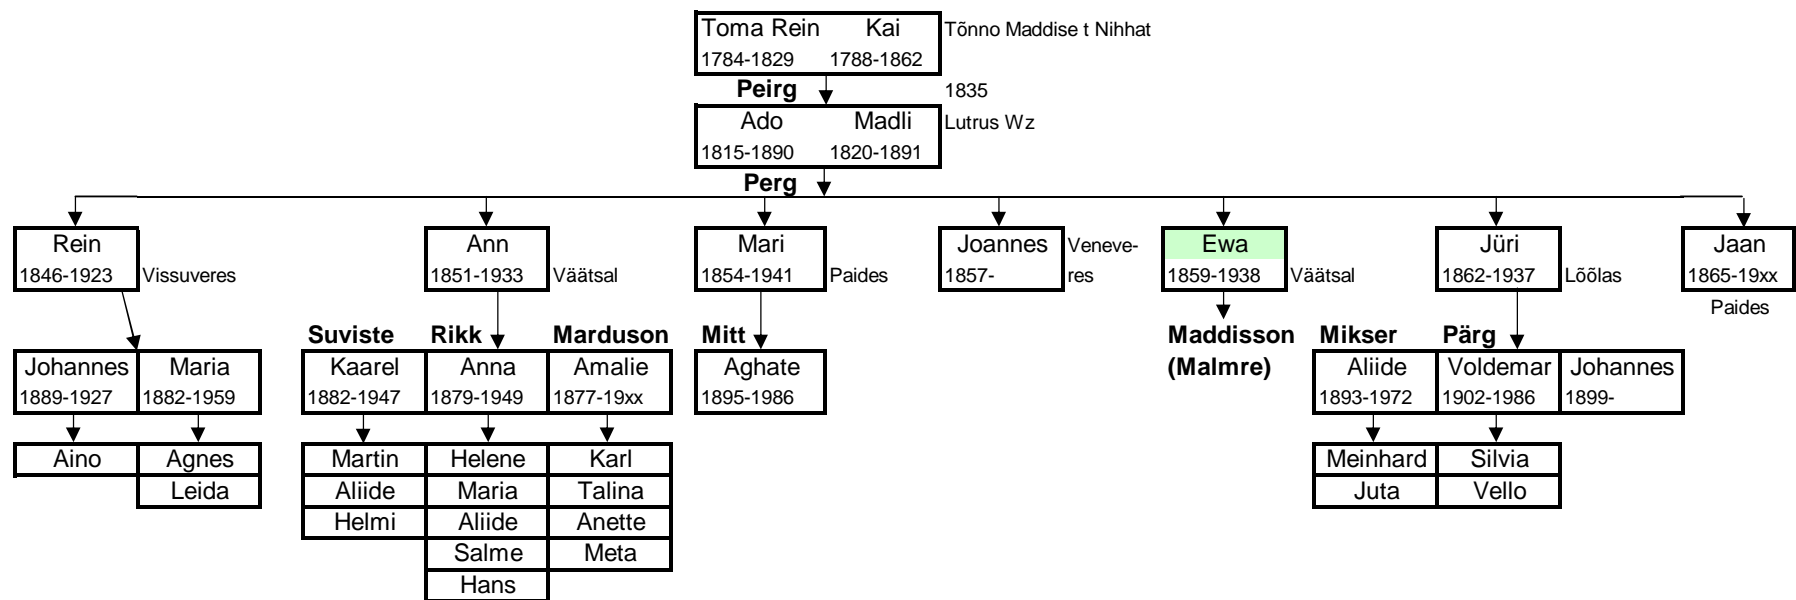 Toma Rein Kai Tõnno Maddise t Nihhat
1784-1829 1788-1862
Peirg 1835
Ado Madli Lutrus Wz
1815-1890 1820-1891
Perg
Rein Ann Mari Joannes Veneve- Ewa Jüri Jaan
1846-1923 Vissuveres 1851-1933 Väätsal 1854-1941 Paides 1857- res 1859-1938 Väätsal 1862-1937 Lõõlas 1865-19xx
Paides
Suviste Rikk Marduson Mitt Maddisson Mikser Pärg
Johannes Maria Kaarel Anna Amalie Aghate (Malmre) Aliide Voldemar Johannes
1889-1927 1882-1959 1882-1947 1879-1949 1877-19xx 1895-1986 1893-1972 1902-1986 1899-
Aino Agnes Martin Helene Karl Meinhard Silvia
Leida Aliide Maria Talina Juta Vello
Helmi Aliide Anette
Salme Meta
Hans